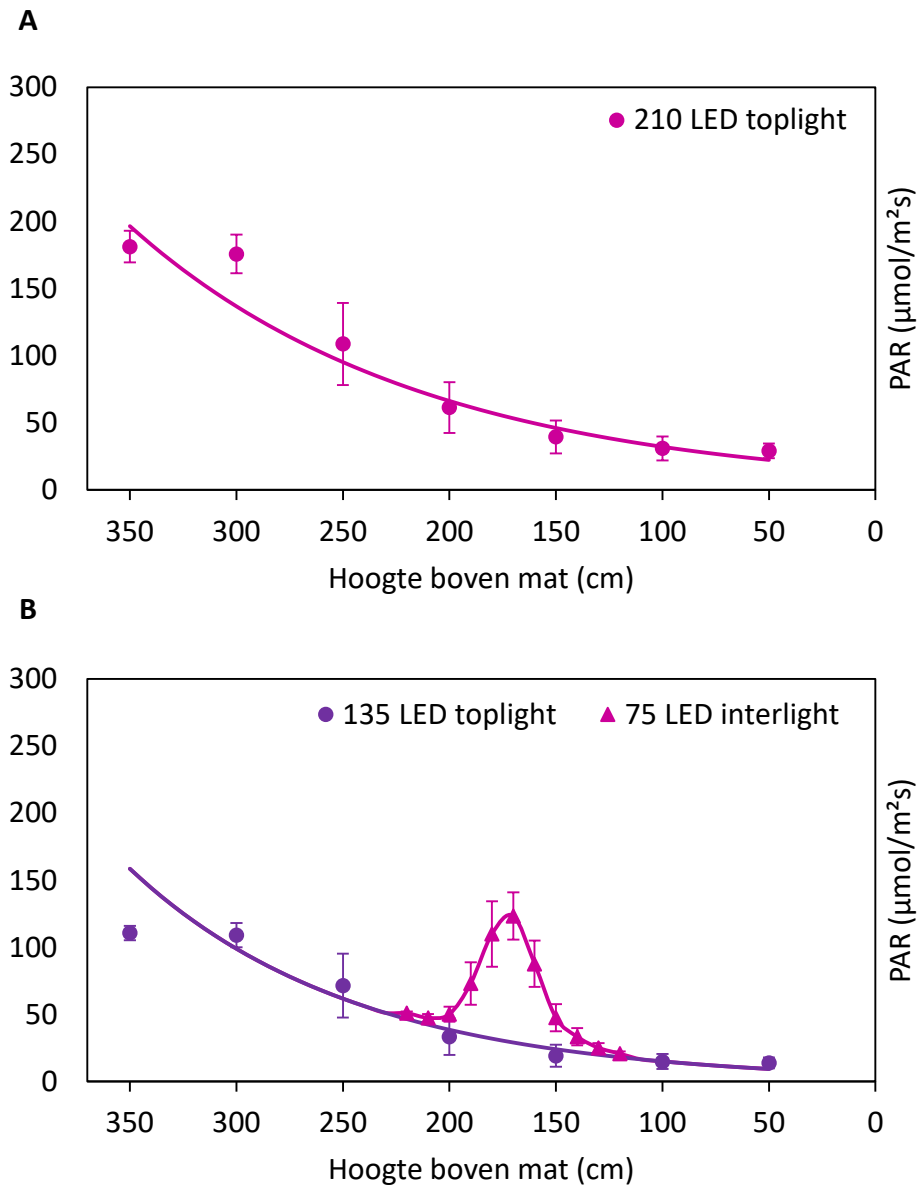 A
300
250
200
150
100
50
0
210 LED toplight
PAR (µmol/m²s)
350 300 250 200 150 100 50 0
Hoogte boven mat (cm)
B
300
250
200
150
100
50
0
135 LED toplight 75 LED interlight
PAR (µmol/m²s)
350 300 250 200 150 100 50 0
Hoogte boven mat (cm)